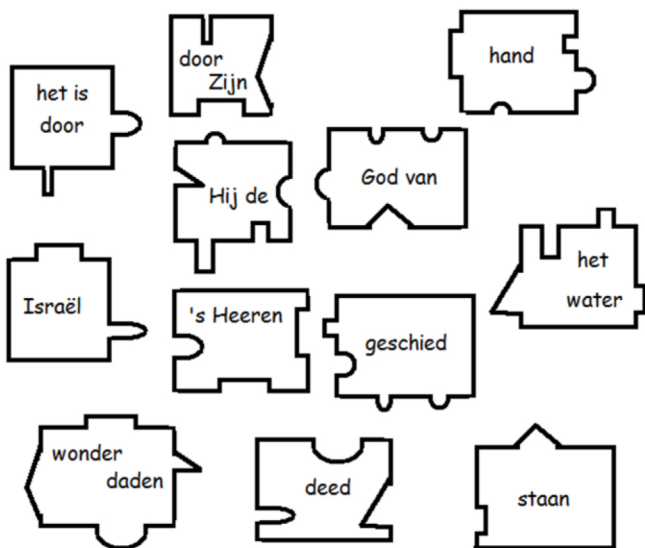 het is
door
door
Zijn
hand
Hij de
God van
het
water
Israël
's Heeren
geschied
wonder
daden
deed
staan